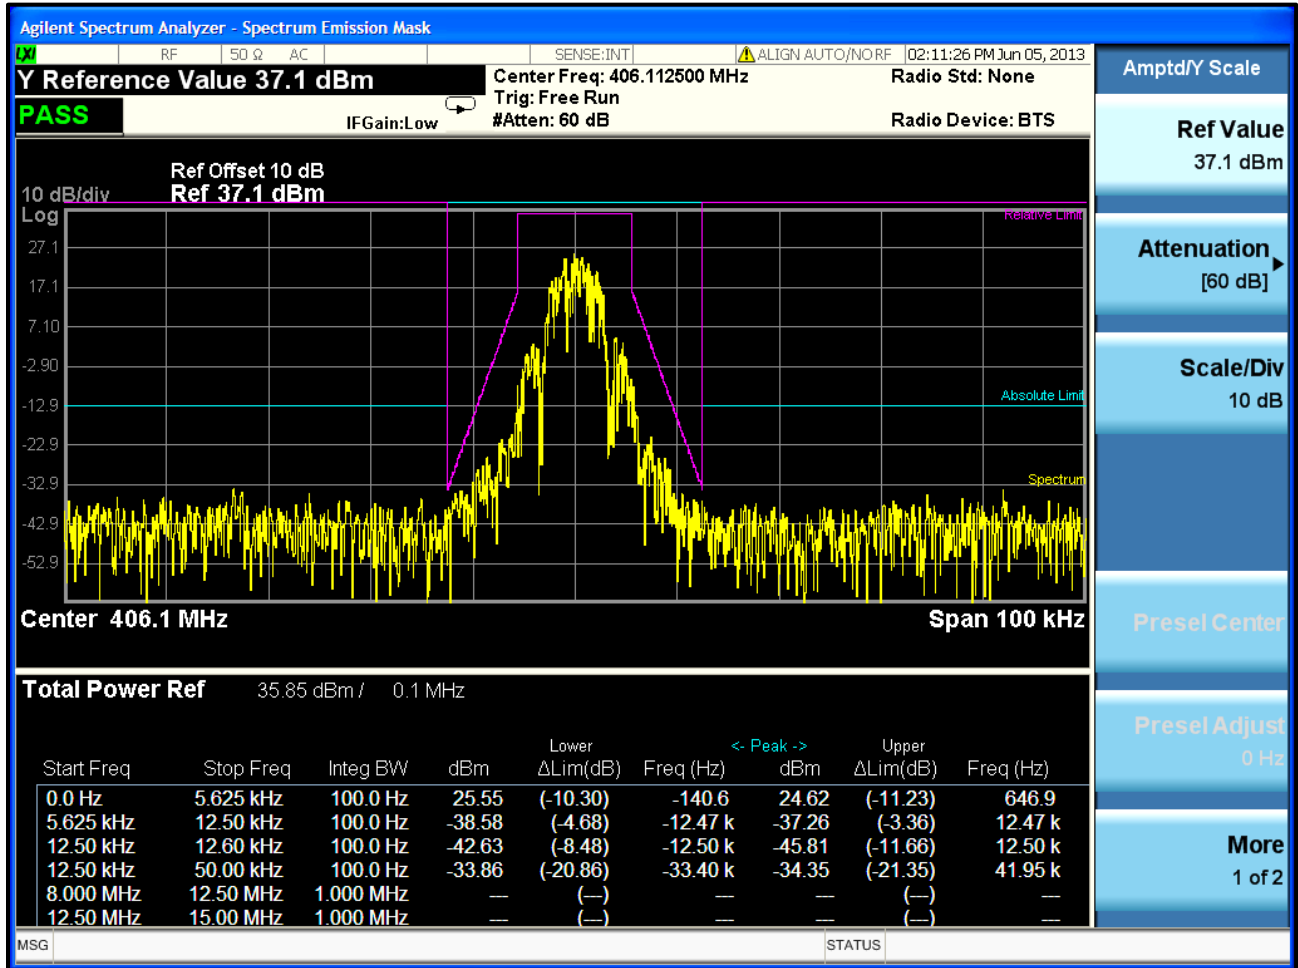 Agilent Spectrum Analyzer - Spectrum Emission Mask
LXI RF 50 Ω AC SENSE:INT ALIGN AUTO/NO RF 02:11:26 PM Jun 05, 2013
Y Reference Value 37.1 dBm
Center Freq: 406.112500 MHz
Radio Std: None
Trig: Free Run
PASS
IFGain:Low
#Atten: 60 dB
Radio Device: BTS
Ref Offset 10 dB
10 dB/div Ref 37.1 dBm
Log
Relative Limit
27.1
17.1
7.10
-2.90
Absolute Limit
-12.9
-22.9
Spectrum
-32.9
-42.9
-52.9
Center 406.1 MHz Span 100 kHz
Total Power Ref 35.85 dBm / 0.1 MHz
Lower <- Peak -> Upper
Start Freq Stop Freq Integ BW dBm ΔLim(dB) Freq (Hz) dBm ΔLim(dB) Freq (Hz)
0.0 Hz 5.625 kHz 100.0 Hz 25.55 (-10.30) -140.6 24.62 (-11.23) 646.9
5.625 kHz 12.50 kHz 100.0 Hz -38.58 (-4.68) -12.47 k -37.26 (-3.36) 12.47 k
12.50 kHz 12.60 kHz 100.0 Hz -42.63 (-8.48) -12.50 k -45.81 (-11.66) 12.50 k
12.50 kHz 50.00 kHz 100.0 Hz -33.86 (-20.86) -33.40 k -34.35 (-21.35) 41.95 k
8.000 MHz 12.50 MHz 1.000 MHz --- (---) --- --- (---) ---
12.50 MHz 15.00 MHz 1.000 MHz --- (---) --- --- (---) ---
MSG STATUS
Amptd/Y Scale
Ref Value
37.1 dBm
Attenuation
[60 dB]
Scale/Div
10 dB
Presel Center
Presel Adjust
0 Hz
More
1 of 2